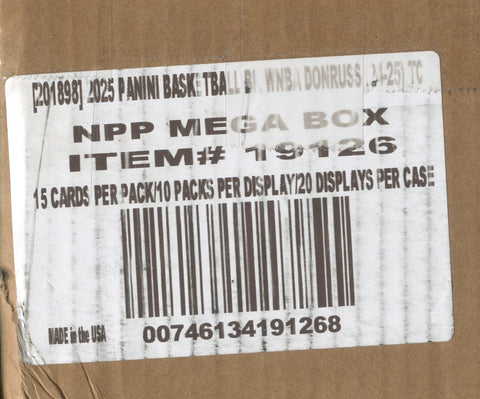 [201898] 2025 PANINI BASKETBALL BL WNBA DONRUSS (24-25) TC
NPP MEGA BOX
ITEM# 19126
15 CARDS PER PACK/10 PACKS PER DISPLAY/20 DISPLAYS PER CASE
MADE in the USA
00746134191268